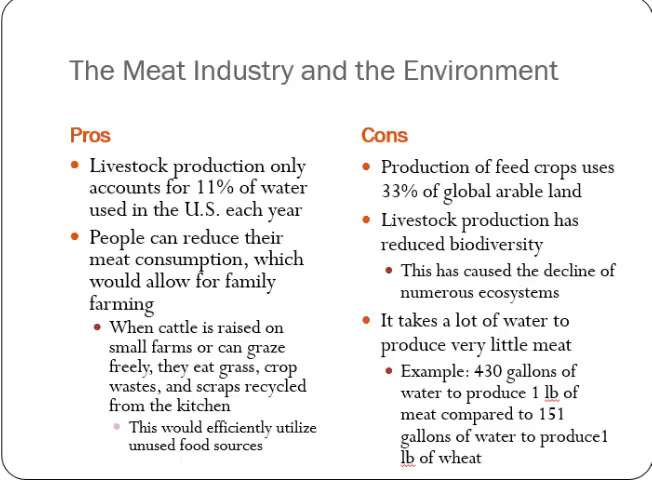 The Meat Industry and the Environment
Pros
• Livestock production only
accounts for 11% of water
used in the U.S. each year
• People can reduce their
meat consumption, which
would allow for family
farming
• When cattle is raised on
small farms or can graze
freely, they eat grass, crop
wastes, and scraps recycled
from the kitchen
• This would efficiently utilize
unused food sources
Cons
• Production of feed crops uses
33% of global arable land
• Livestock production has
reduced biodiversity
• This has caused the decline of
numerous ecosystems
• It takes a lot of water to
produce very little meat
• Example: 430 gallons of
water to produce 1 lb of
meat compared to 151
gallons of water to produce1
lb of wheat